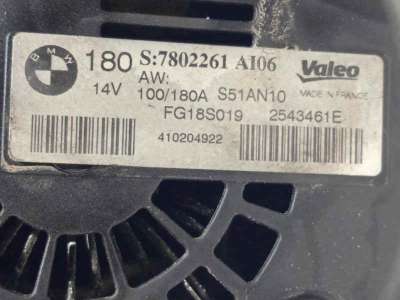 BMW 180 S:7802261 AI06 Valeo
AW:
14V 100/180A S51AN10 MADE IN FRANCE
FG18S019 2543461E
410204922